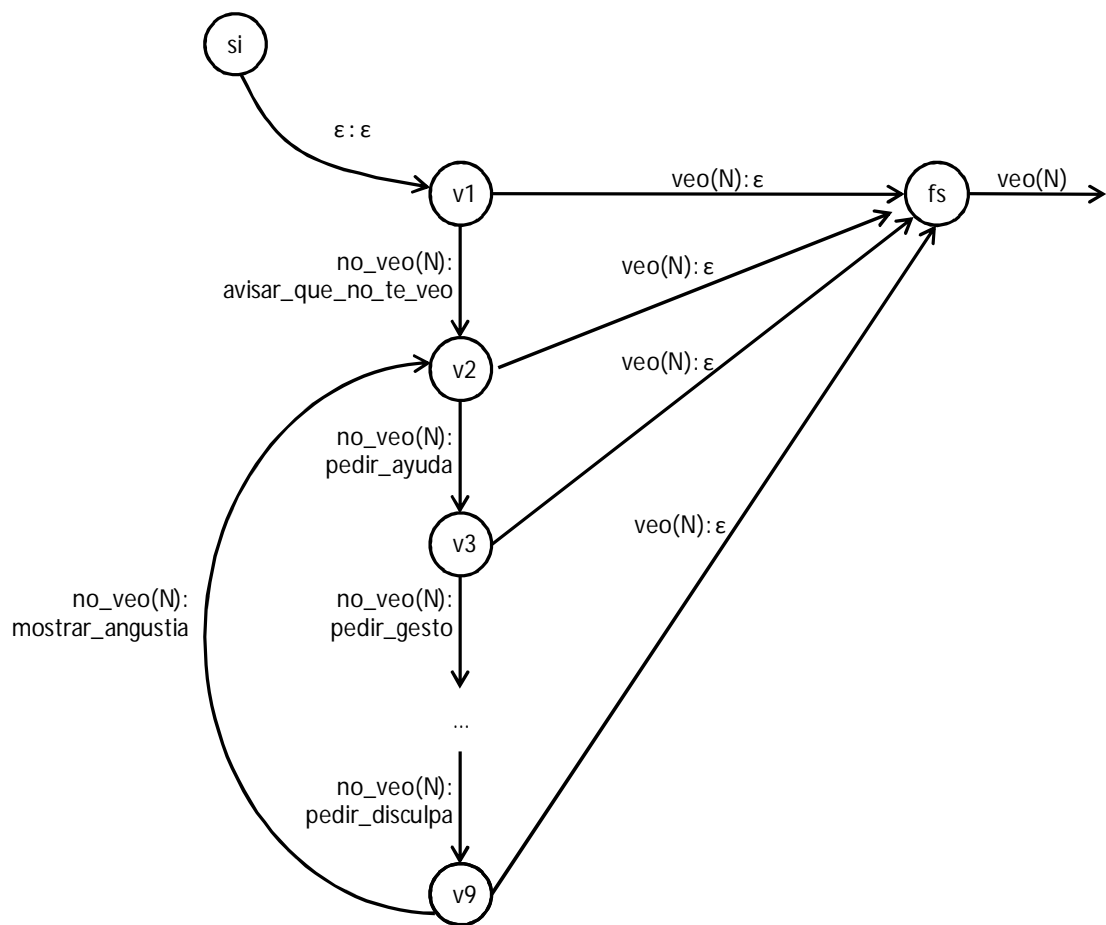 si
ε: ε
v1
veo(N): ε
fs
veo(N)
no_veo(N):
avisar_que_no_te_veo
veo(N): ε
v2
veo(N): ε
no_veo(N):
pedir_ayuda
v3
veo(N): ε
no_veo(N):
mostrar_angustia
no_veo(N):
pedir_gesto
...
no_veo(N):
pedir_disculpa
v9